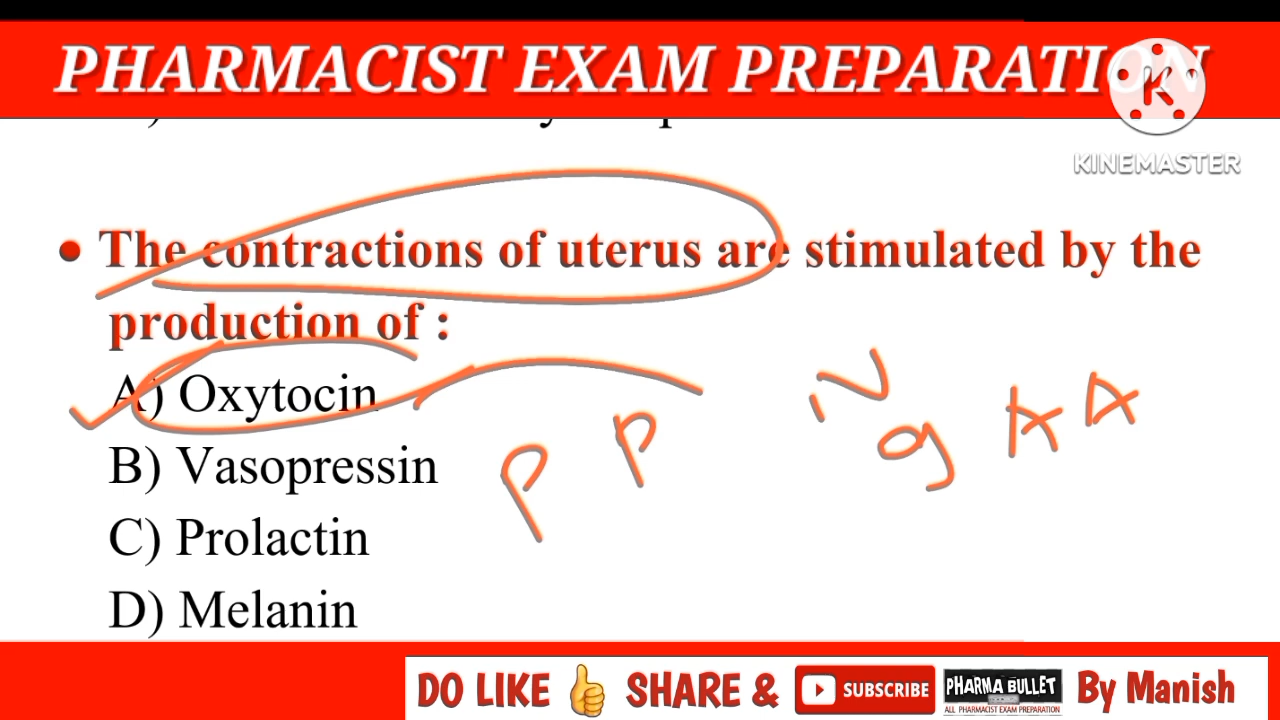 PHARMACIST EXAM PREPARATION
KINEMASTER
• The contractions of uterus are stimulated by the
production of :
A) Oxytocin
B) Vasopressin
C) Prolactin
D) Melanin
P P
DO LIKE SHARE & SUBSCRIBE PHARMA BULLET By Manish
ALL PHARMACIST EXAM PREPARATION